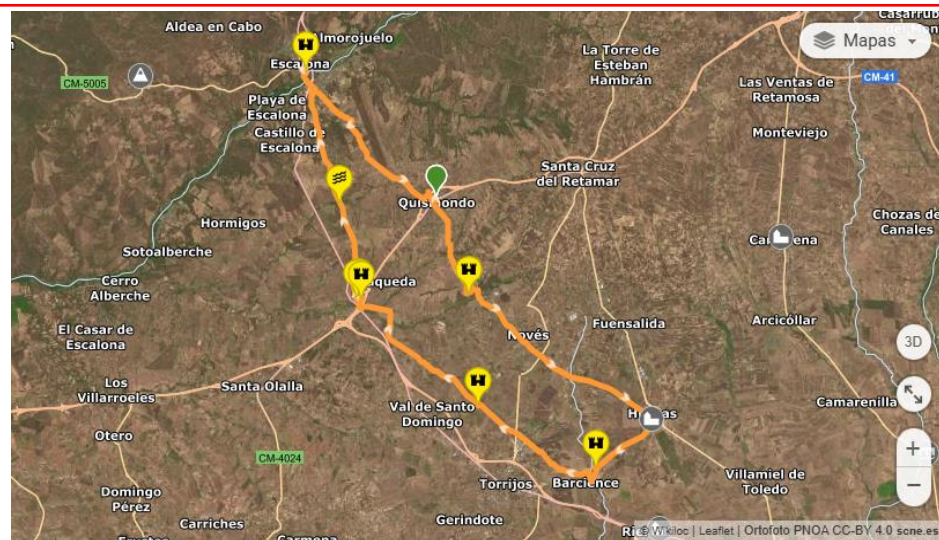 Aldea en Cabo
Almorojuelo
Escalona
CM-5005
Playa de
Escalona
Castillo de
Escalona
La Torre de
Esteban
Hambrán
Mapas
CM-41
Las Ventas de
Retamosa
Monteviejo
Santa Cruz
del Retamar
Quismondo
Hormigos
Sotoalberche
Chozas de
Canales
Cerro
Alberche
aqueda
El Casar de
Escalona
Novés
Fuensalida
Arcicóllar
3D
Los
Villarroeles
Santa Olalla
Val de Santo
Domingo
Camarenilla
Otero
CM-4024
Torrijos
Barcience
Villamiel de
Toledo
Domingo
Pérez
Carriches
Gerindote
Carmena
© Wikiloc | Leaflet | Ortofoto PNOA CC-BY 4.0 scne.es